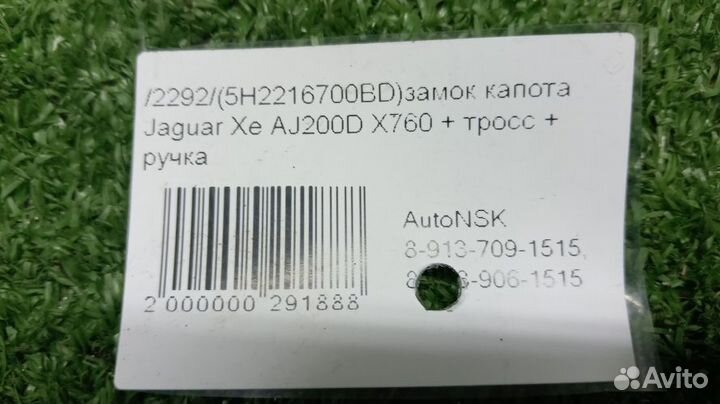 /2292/(5H2216700BD)замок капота
Jaguar Xe AJ200D X760 + тросс +
ручка
AutoNSK
8-913-709-1515,
-906-1515
2 000000 291888
Avito